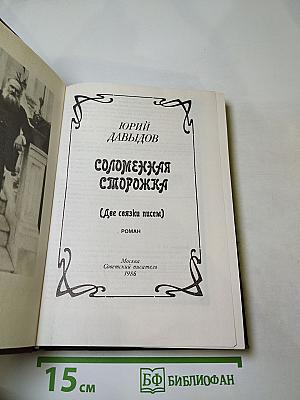 ЮРИЙ
ДАВЫДОВ
СОЛОМЕННАЯ
СТОРОЖКА
(Две связки писем)
РОМАН
Москва
Советский писатель
1986
15 см
БФ БИБЛИОФАН